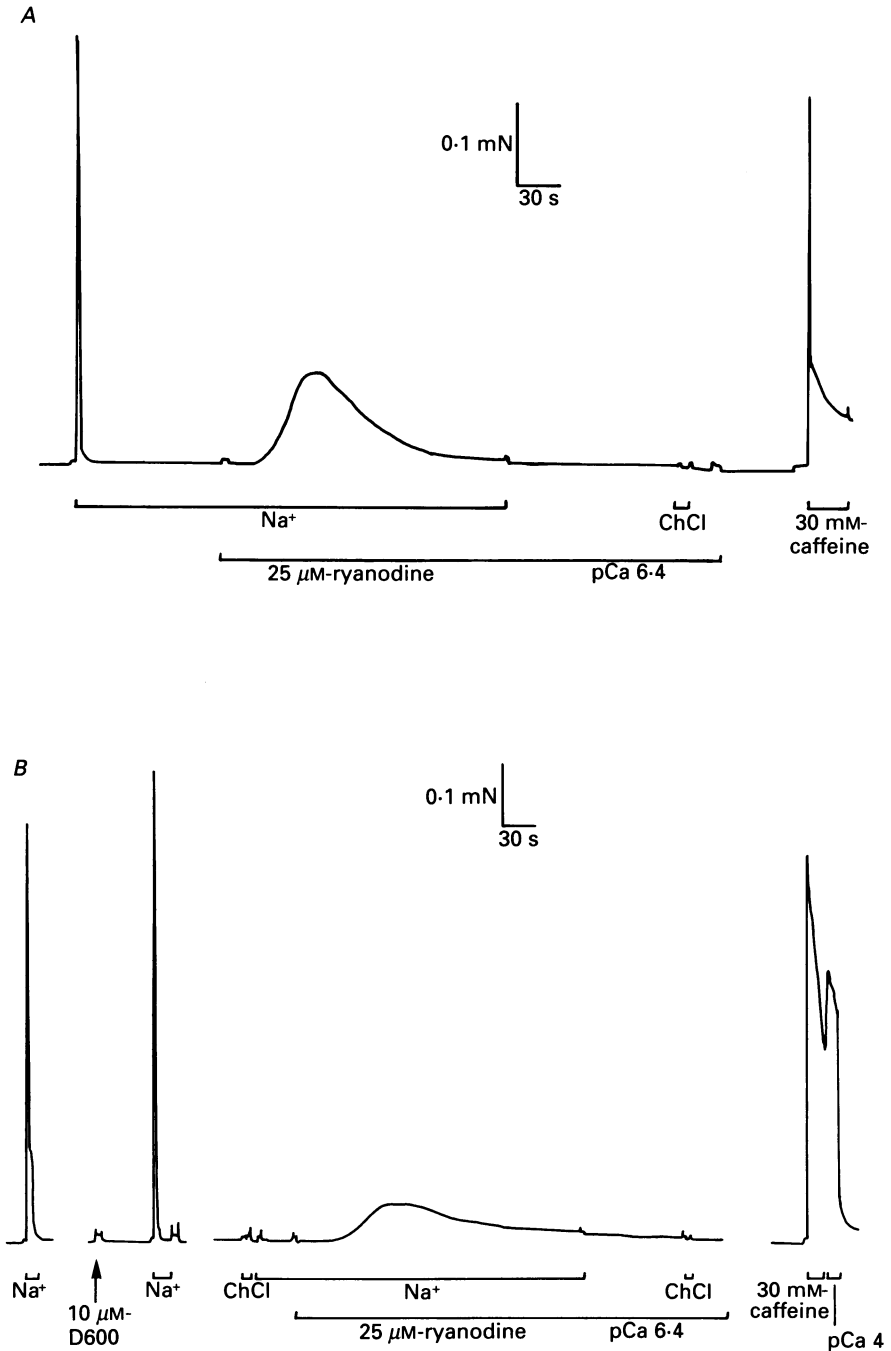 A
0·1 mN
30 s
Na⁺
ChCl
30 mM-
caffeine
25 μM-ryanodine
pCa 6·4
B
0·1 mN
30 s
Na⁺
10 μM-
D600
Na⁺
ChCl
Na⁺
ChCl
30 mM-
caffeine
25 μM-ryanodine
pCa 6·4
pCa 4